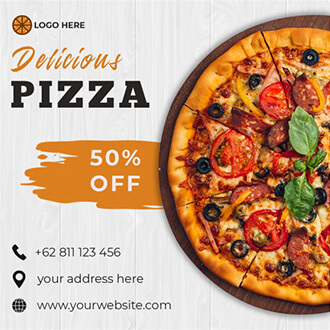 LOGO HERE
Delicious
PIZZA
50%
OFF
+62 811 123 456
your address here
www.yourwebsite.com